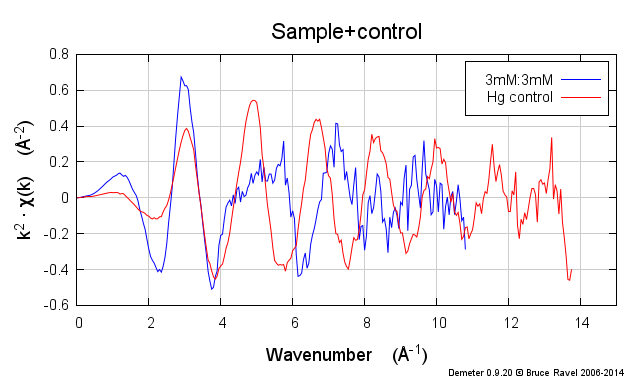 Sample+control
k² · χ(k) (Å⁻²)
0.8
0.6
0.4
0.2
0
-0.2
-0.4
-0.6
3mM:3mM
Hg control
0 2 4 6 8 10 12 14
Wavenumber (Å⁻¹)
Demeter 0.9.20 © Bruce Ravel 2006-2014